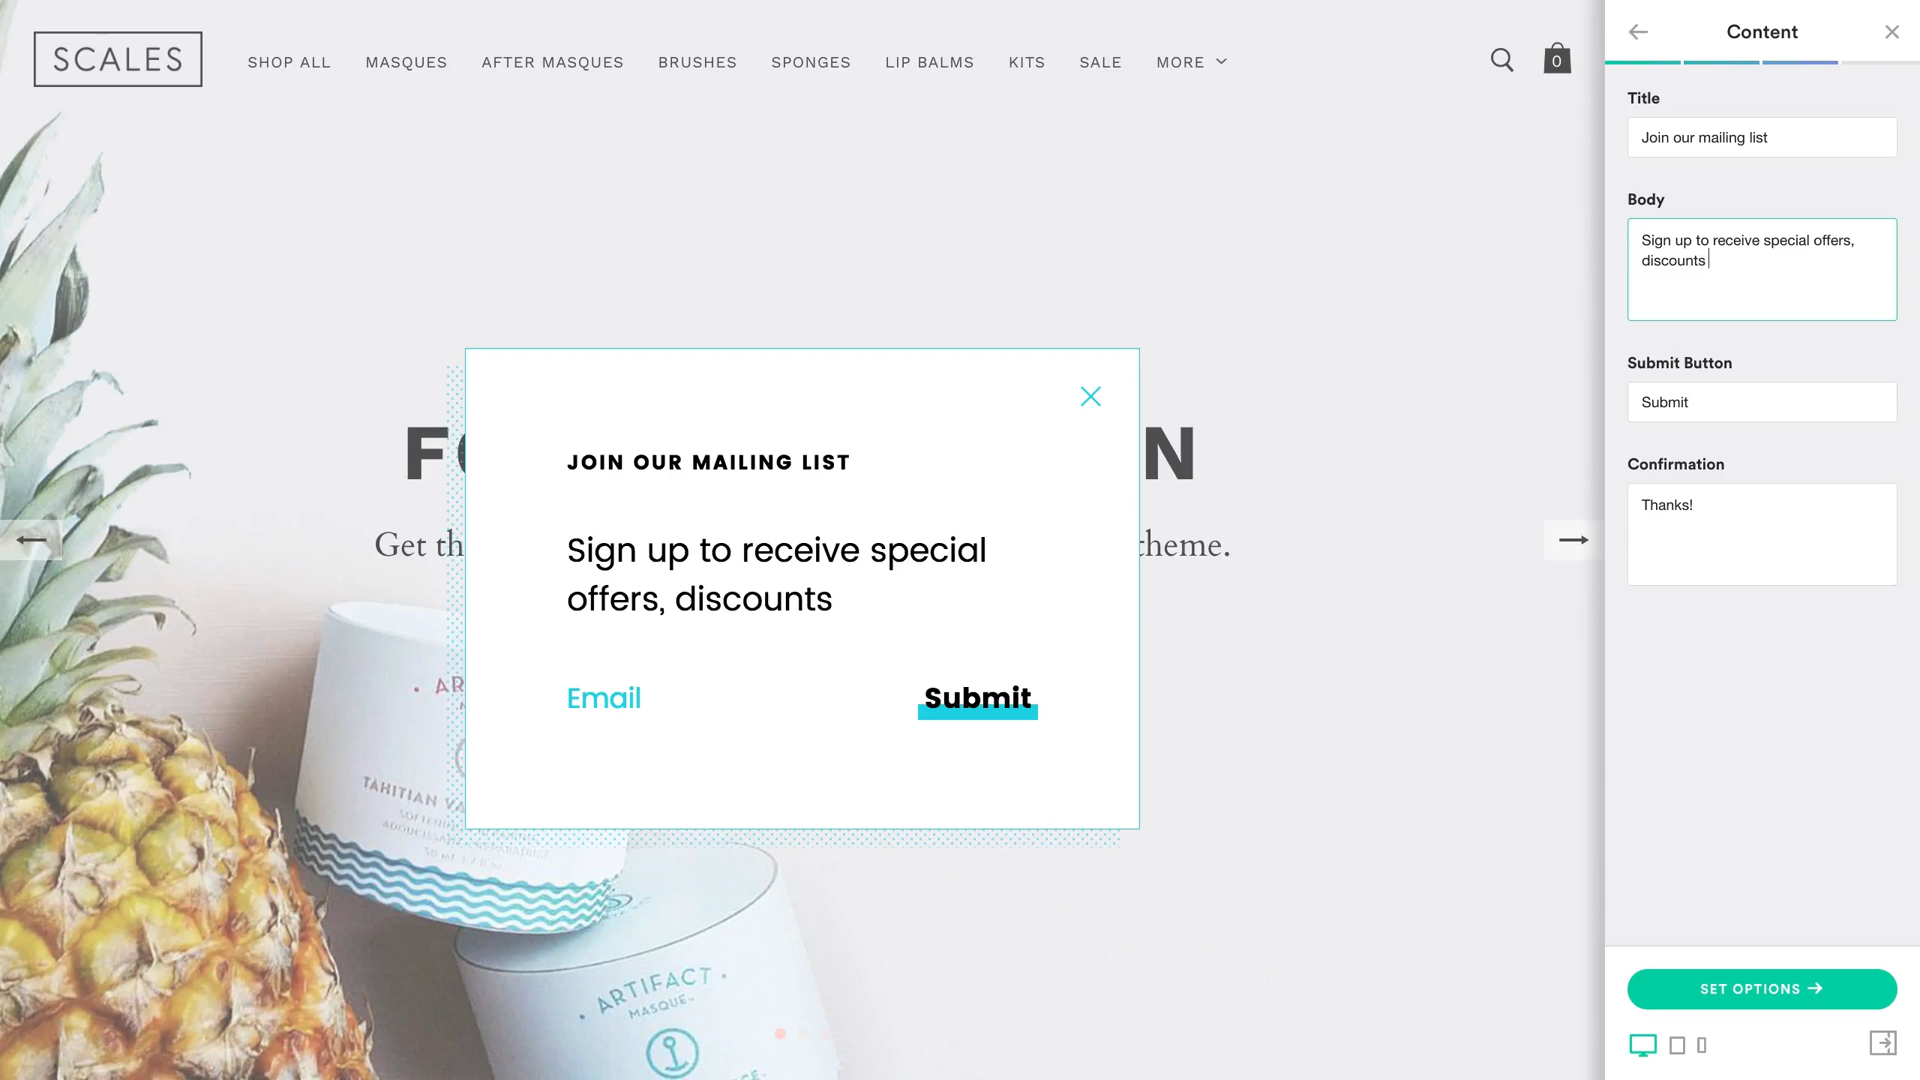 SCALES
SHOP ALL MASQUES AFTER MASQUES BRUSHES SPONGES LIP BALMS KITS SALE MORE
0
Get th
theme.
JOIN OUR MAILING LIST
Sign up to receive special
offers, discounts
Email
Submit
TAHITIAN
ARTIFACT
MASQUE
Content
Title
Join our mailing list
Body
Sign up to receive special offers,
discounts
Submit Button
Submit
Confirmation
Thanks!
SET OPTIONS